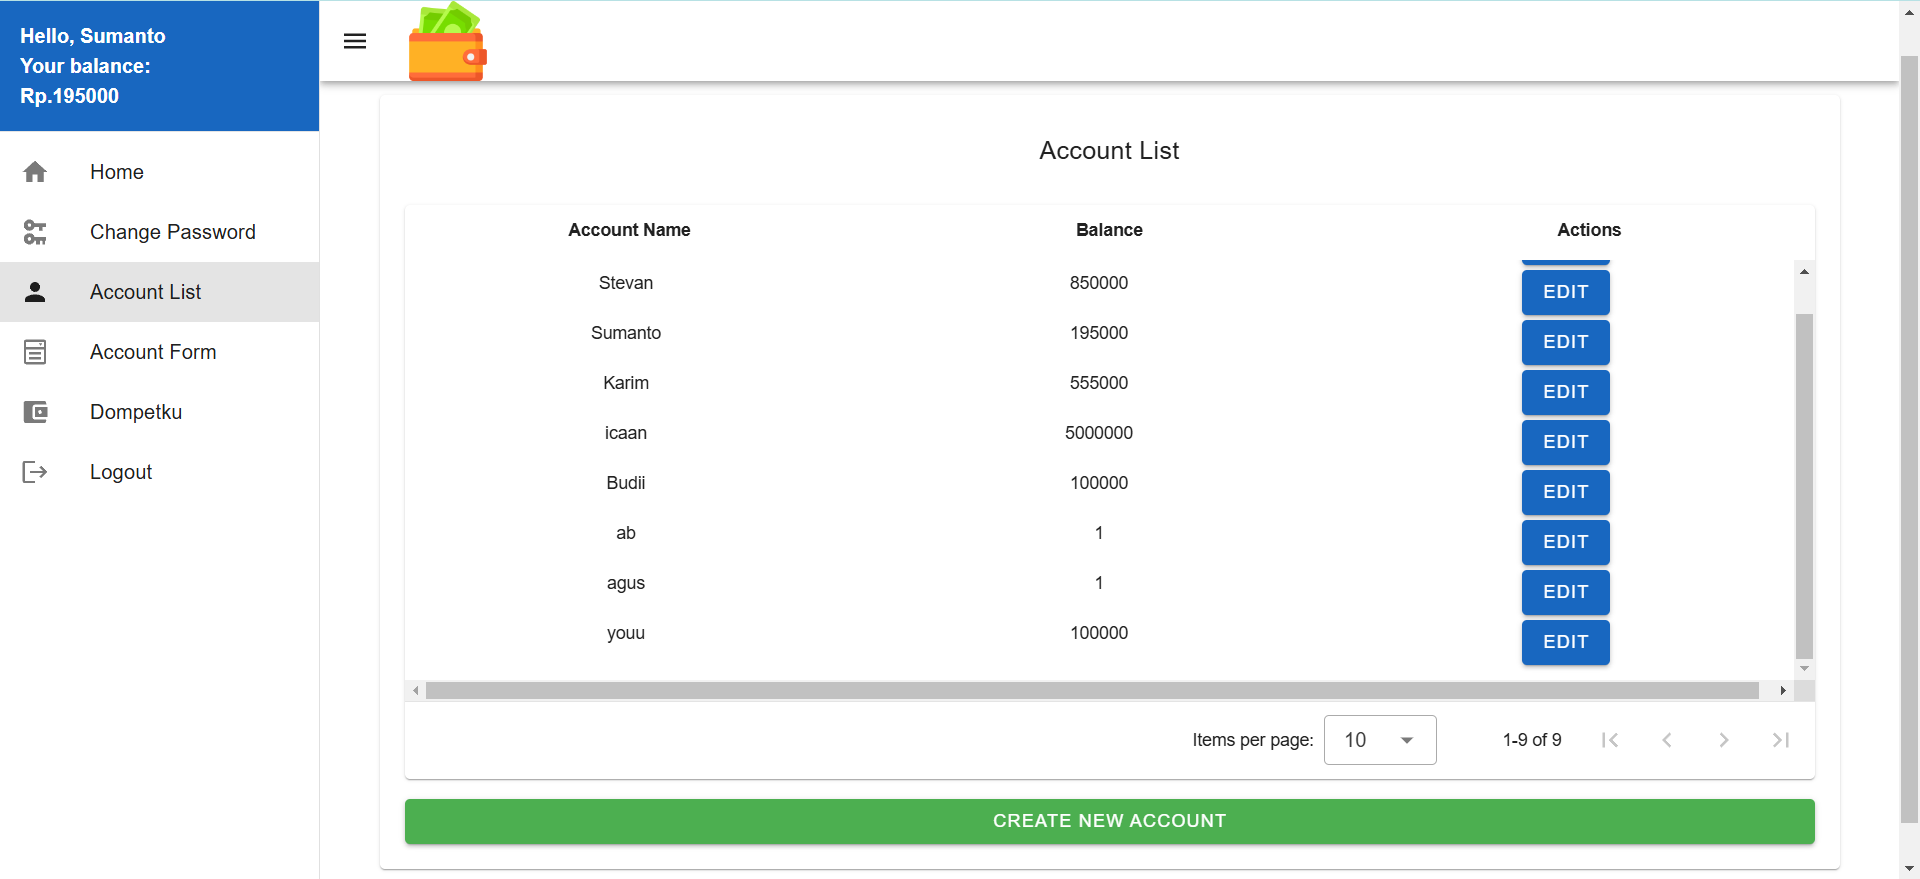 Hello, Sumanto
Your balance:
Rp.195000
Home
Change Password
Account List
Account Form
Dompetku
Logout
Account List
Account Name Balance Actions
Stevan 850000 EDIT
Sumanto 195000 EDIT
Karim 555000 EDIT
icaan 5000000 EDIT
Budii 100000 EDIT
ab 1 EDIT
agus 1 EDIT
youu 100000 EDIT
Items per page: 10 1-9 of 9
CREATE NEW ACCOUNT